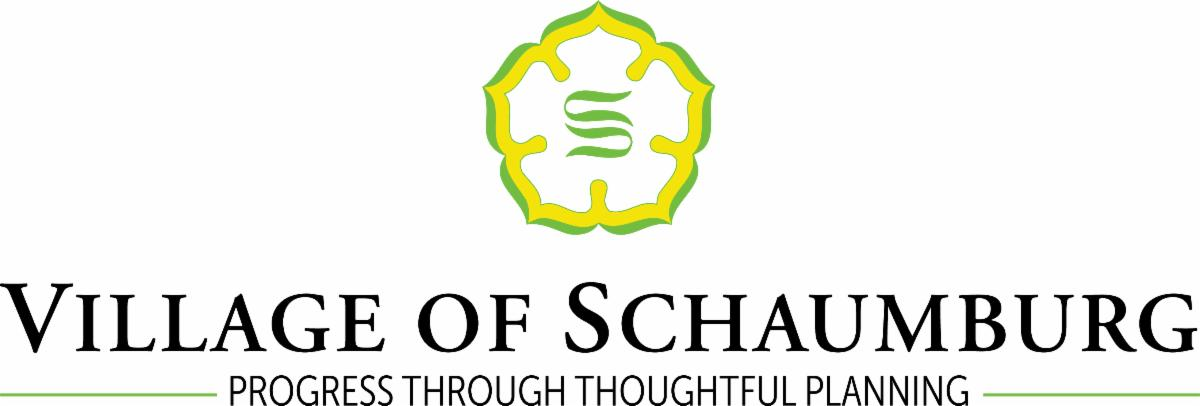 S
VILLAGE OF SCHAUMBURG
PROGRESS THROUGH THOUGHTFUL PLANNING